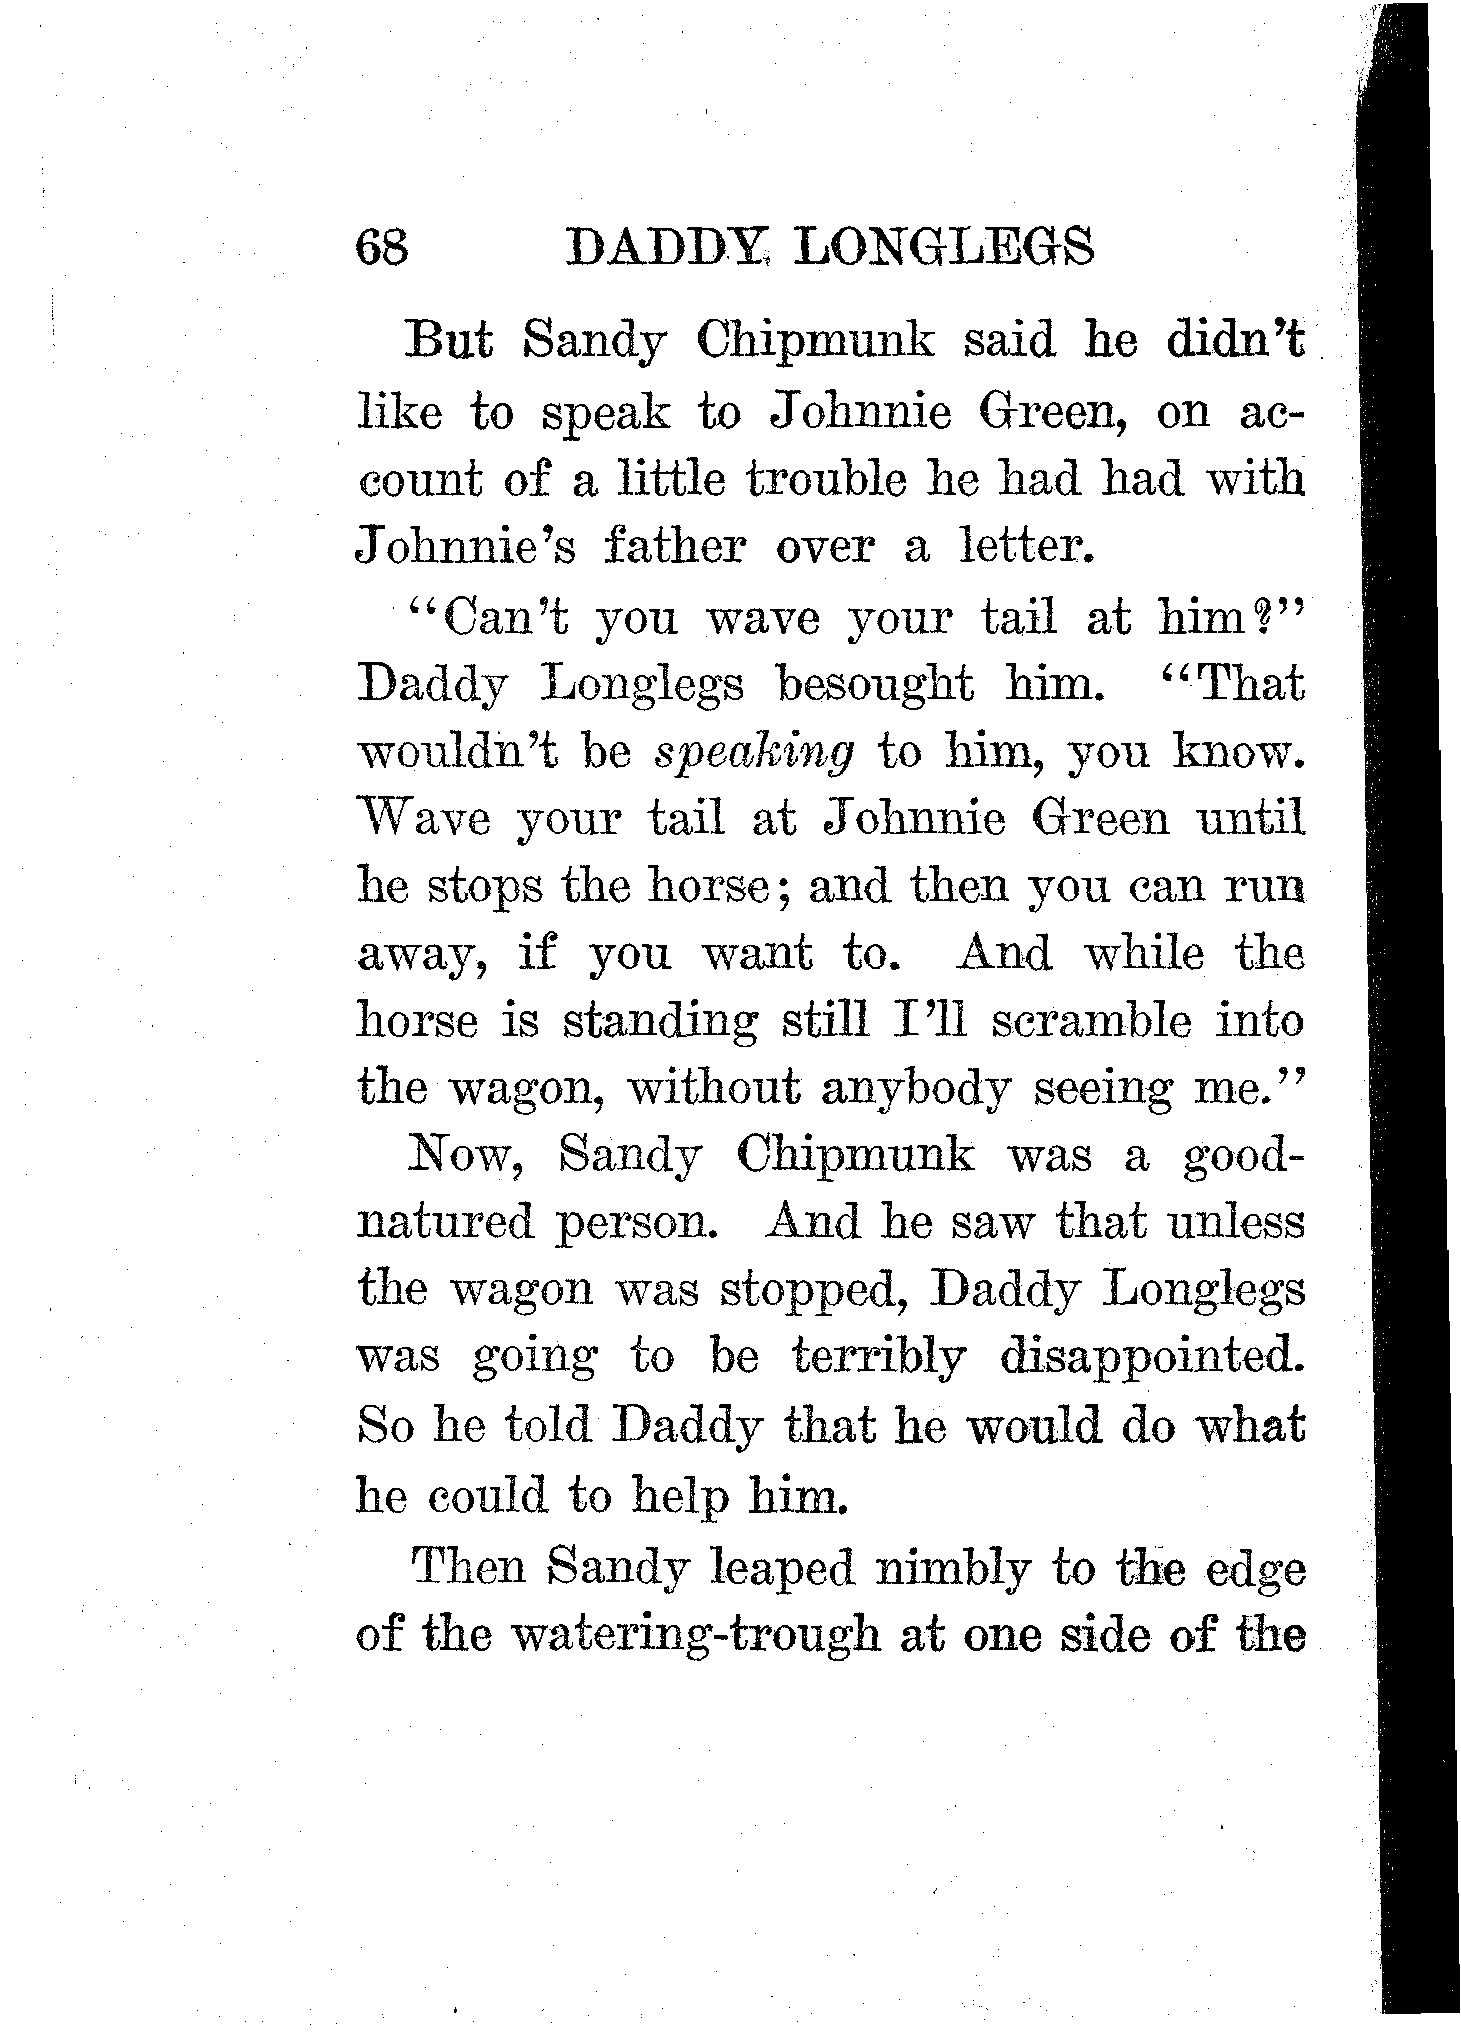 68 DADDY LONGLEGS
But Sandy Chipmunk said he didn't
like to speak to Johnnie Green, on ac-
count of a little trouble he had had with
Johnnie's father over a letter.
"Can't you wave your tail at him?"
Daddy Longlegs besought him. "That
wouldn't be speaking to him, you know.
Wave your tail at Johnnie Green until
he stops the horse; and then you can run
away, if you want to. And while the
horse is standing still I'll scramble into
the wagon, without anybody seeing me."
Now, Sandy Chipmunk was a good-
natured person. And he saw that unless
the wagon was stopped, Daddy Longlegs
was going to be terribly disappointed.
So he told Daddy that he would do what
he could to help him.
Then Sandy leaped nimbly to the edge
of the watering-trough at one side of the